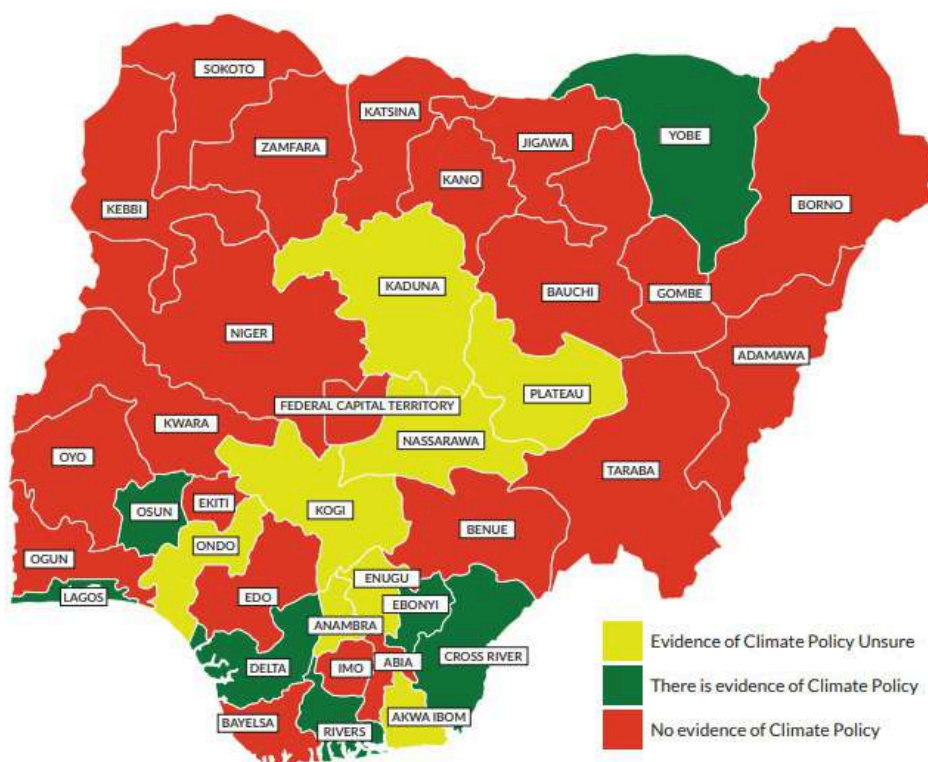 SOKOTO
KATSINA
JIGAWA
YOBE
ZAMFARA
KANO
BORNO
KEBBI
KADUNA
BAUCHI
GOMBE
NIGER
ADAMAWA
PLATEAU
FEDERAL CAPITAL TERRITORY
KWARA
NASSARAWA
OYO
TARABA
EKITI
OSUN
KOGI
BENUE
ONDO
OGUN
ENUGU
LAGOS
EDO
EBONYI
ANAMBRA
CROSS RIVER
DELTA
IMO
ABIA
BAYELSA
RIVERS
AKWA IBOM
Evidence of Climate Policy Unsure
There is evidence of Climate Policy
No evidence of Climate Policy